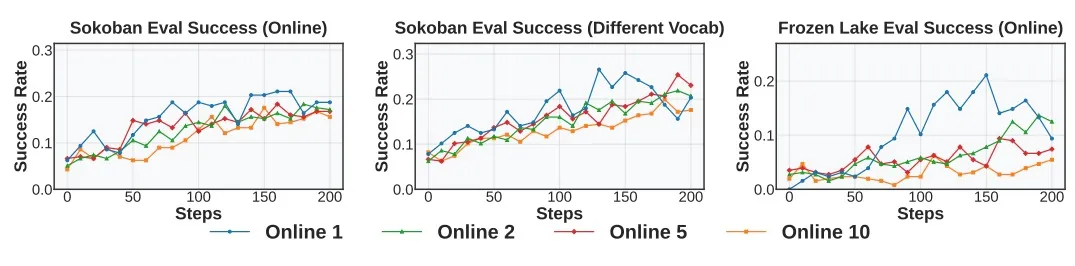 Sokoban Eval Success (Online)
Success Rate
0.3
0.2
0.1
0.0
0 50 100 150 200
Steps
Sokoban Eval Success (Different Vocab)
Success Rate
0.3
0.2
0.1
0.0
0 50 100 150 200
Steps
Frozen Lake Eval Success (Online)
Success Rate
0.2
0.1
0.0
0 50 100 150 200
Steps
Online 1 Online 2 Online 5 Online 10